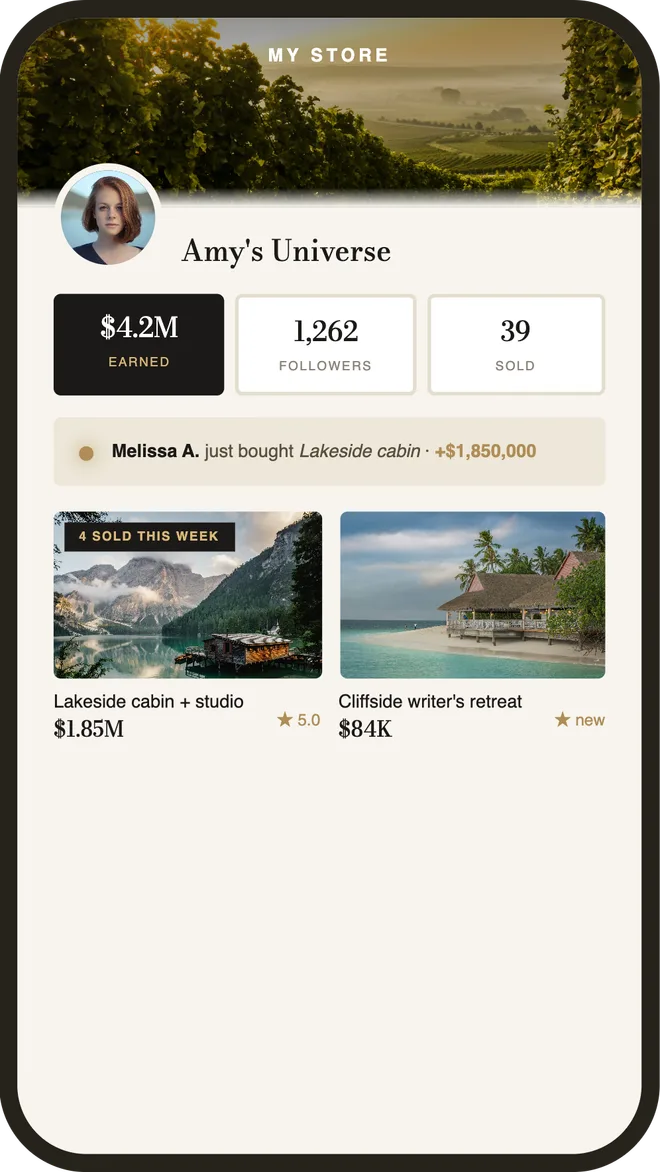 MY STORE
Amy's Universe
$4.2M
EARNED
1,262
FOLLOWERS
39
SOLD
Melissa A. just bought Lakeside cabin · +$1,850,000
4 SOLD THIS WEEK
Lakeside cabin + studio
$1.85M
★ 5.0
Cliffside writer's retreat
$84K
★ new